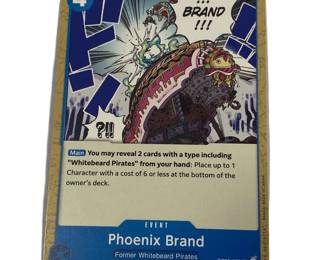 4
...
BRAND
!!!
?!!
Main You may reveal 2 cards with a type including
"Whitebeard Pirates" from your hand: Place up to 1
Character with a cost of 6 or less at the bottom of the
owner's deck.
EVENT
Phoenix Brand
Former Whitebeard Pirates